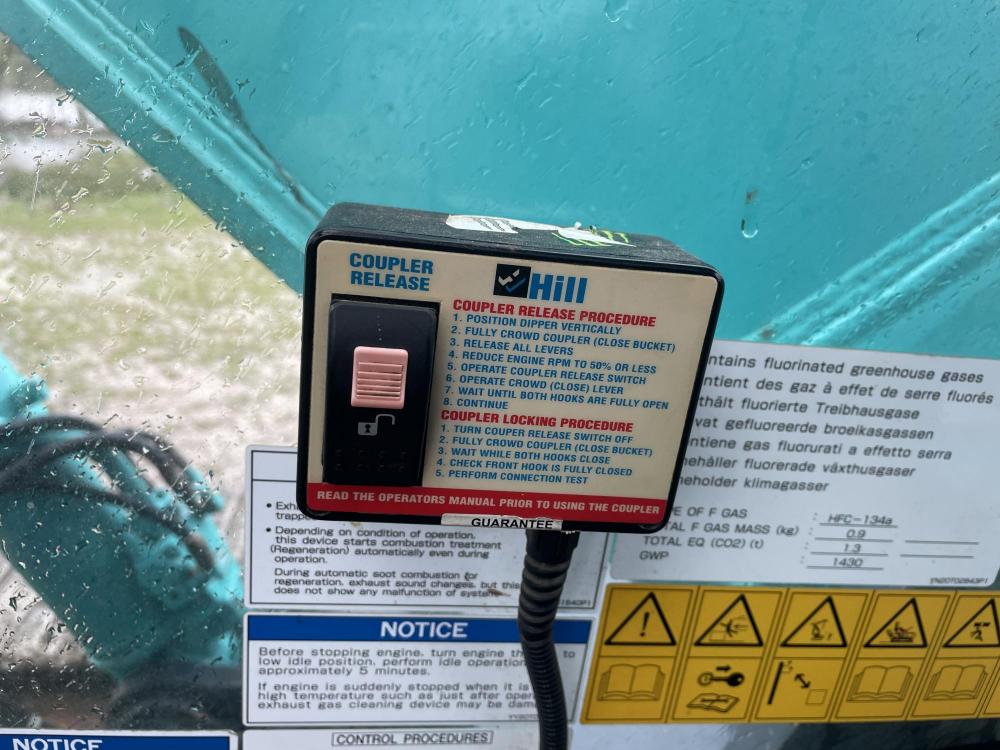 COUPLER
RELEASE
Hill
COUPLER RELEASE PROCEDURE
1. POSITION DIPPER VERTICALLY
2. FULLY CROWD COUPLER (CLOSE BUCKET)
3. RELEASE ALL LEVERS
4. REDUCE ENGINE RPM TO 50% OR LESS
5. OPERATE COUPLER RELEASE SWITCH
6. OPERATE CROWD (CLOSE) LEVER
7. WAIT UNTIL BOTH HOOKS ARE FULLY OPEN
8. CONTINUE
COUPLER LOCKING PROCEDURE
1. TURN COUPER RELEASE SWITCH OFF
2. FULLY CROWD COUPLER (CLOSE BUCKET)
3. WAIT WHILE BOTH HOOKS CLOSE
4. CHECK FRONT HOOK IS FULLY CLOSED
5. PERFORM CONNECTION TEST
READ THE OPERATORS MANUAL PRIOR TO USING THE COUPLER
GUARANTEE
ntains fluorinated greenhouse gases
ntient des gaz à effet de serre fluorés
thält fluorierte Treibhausgase
vat gefluoreerde broeikasgassen
ntiene gas fluorurati a effetto serra
nehåller fluorerade växthusgaser
neholder klimagasser
PE OF F GAS HFC-134a
TAL F GAS MASS (kg) 0.9
TOTAL EQ (CO2) (t) 1.3
GWP 1430
• Exh
trappe
• Depending on condition of operation,
this device starts combustion treatment
(Regeneration) automatically even during
operation.
During automatic soot combustion for
regeneration, exhaust sound changes, but this
does not show any malfunction of system
NOTICE
Before stopping engine, turn engine th to
low idle position, perform idle operation
approximately 5 minutes.
If engine is suddenly stopped when it is
high temperature such as just after oper
exhaust gas cleaning device may be dam
NOTICE
CONTROL PROCEDURES